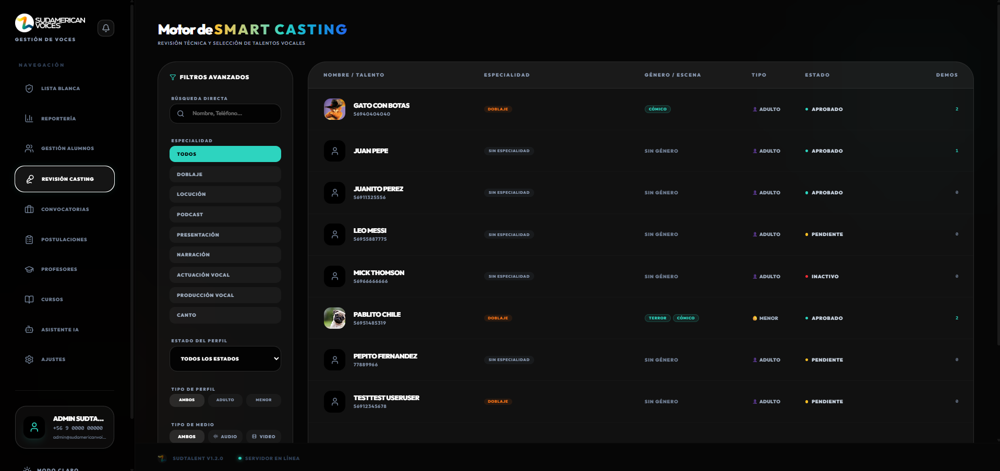 SUDAMERICAN
VOICES
GESTIÓN DE VOCES
NAVEGACIÓN
LISTA BLANCA
REPORTERÍA
GESTIÓN ALUMNOS
REVISIÓN CASTING
CONVOCATORIAS
POSTULACIONES
PROFESORES
CURSOS
ASISTENTE IA
AJUSTES
ADMIN SUDTA...
+56 9 0000 00000
admin@sudamericanvoi...
MODO CLARO
Motor de SMART CASTING
REVISIÓN TÉCNICA Y SELECCIÓN DE TALENTOS VOCALES
FILTROS AVANZADOS
BÚSQUEDA DIRECTA
Nombre, Teléfono...
ESPECIALIDAD
TODOS
DOBLAJE
LOCUCIÓN
PODCAST
PRESENTACIÓN
NARRACIÓN
ACTUACIÓN VOCAL
PRODUCCIÓN VOCAL
CANTO
ESTADO DEL PERFIL
TODOS LOS ESTADOS
TIPO DE PERFIL
AMBOS ADULTO MENOR
TIPO DE MEDIO
AMBOS AUDIO VIDEO
NOMBRE / TALENTO ESPECIALIDAD GÉNERO / ESCENA TIPO ESTADO DEMOS
GATO CON BOTAS
56940404040
DOBLAJE CÓMICO ADULTO APROBADO 2
JUAN PEPE SIN ESPECIALIDAD SIN GÉNERO ADULTO APROBADO 1
JUANITO PEREZ
56911325556
SIN ESPECIALIDAD SIN GÉNERO ADULTO APROBADO 0
LEO MESSI
56955887775
SIN ESPECIALIDAD SIN GÉNERO ADULTO PENDIENTE 0
MICK THOMSON
56966666666
SIN ESPECIALIDAD SIN GÉNERO ADULTO INACTIVO 0
PABLITO CHILE
56951485319
DOBLAJE TERROR CÓMICO MENOR APROBADO 2
PEPITO FERNANDEZ
77889966
SIN ESPECIALIDAD SIN GÉNERO ADULTO PENDIENTE 0
TESTTEST USERUSER
56912345678
DOBLAJE SIN GÉNERO ADULTO PENDIENTE 0
SUDTALENT V1.2.0 SERVIDOR EN LÍNEA